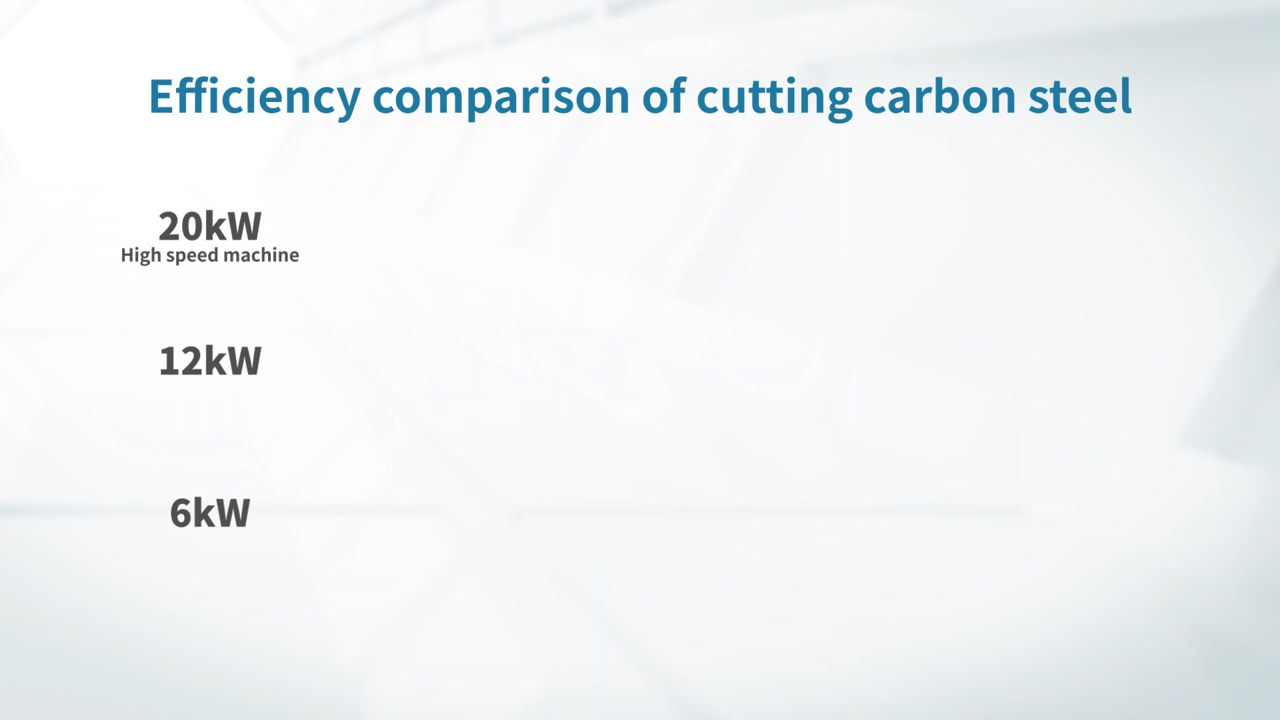 Efficiency comparison of cutting carbon steel
20kW
High speed machine
12kW
6kW